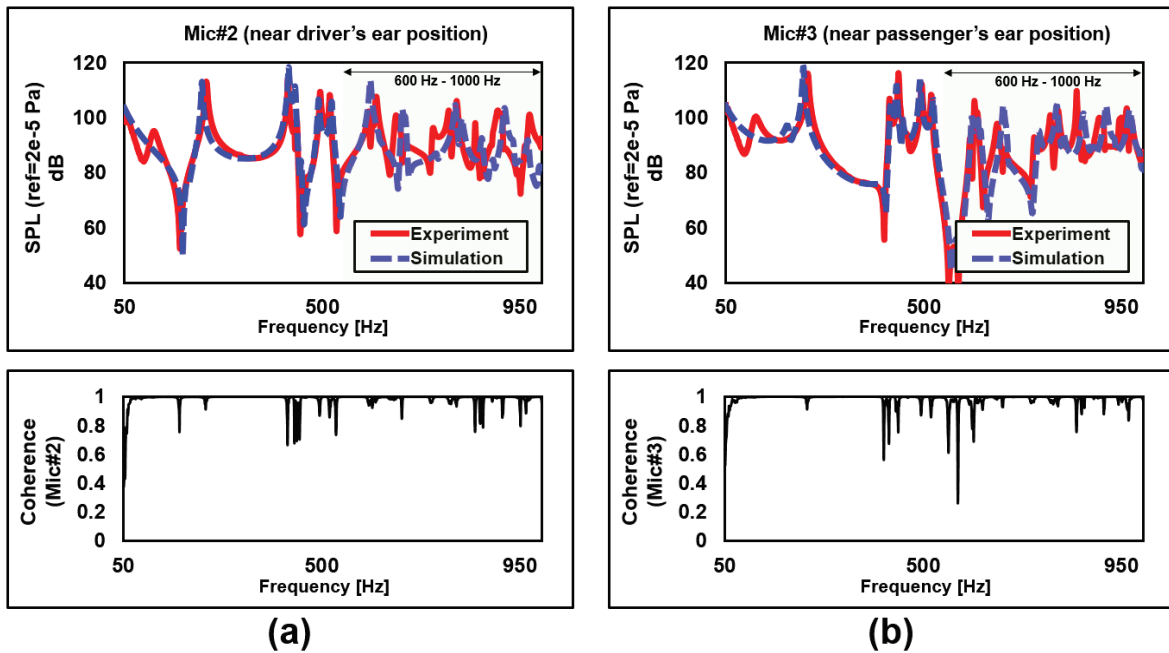 Mic#2 (near driver's ear position)
SPL (ref=2e-5 Pa)
dB
120
100
80
60
40
600 Hz - 1000 Hz
Experiment
Simulation
50
500
950
Frequency [Hz]
Coherence
(Mic#2)
1
0.8
0.6
0.4
0.2
0
50
500
950
Frequency [Hz]
(a)
Mic#3 (near passenger's ear position)
SPL (ref=2e-5 Pa)
dB
120
100
80
60
40
600 Hz - 1000 Hz
Experiment
Simulation
50
500
950
Frequency [Hz]
Coherence
(Mic#3)
1
0.8
0.6
0.4
0.2
0
50
500
950
Frequency [Hz]
(b)